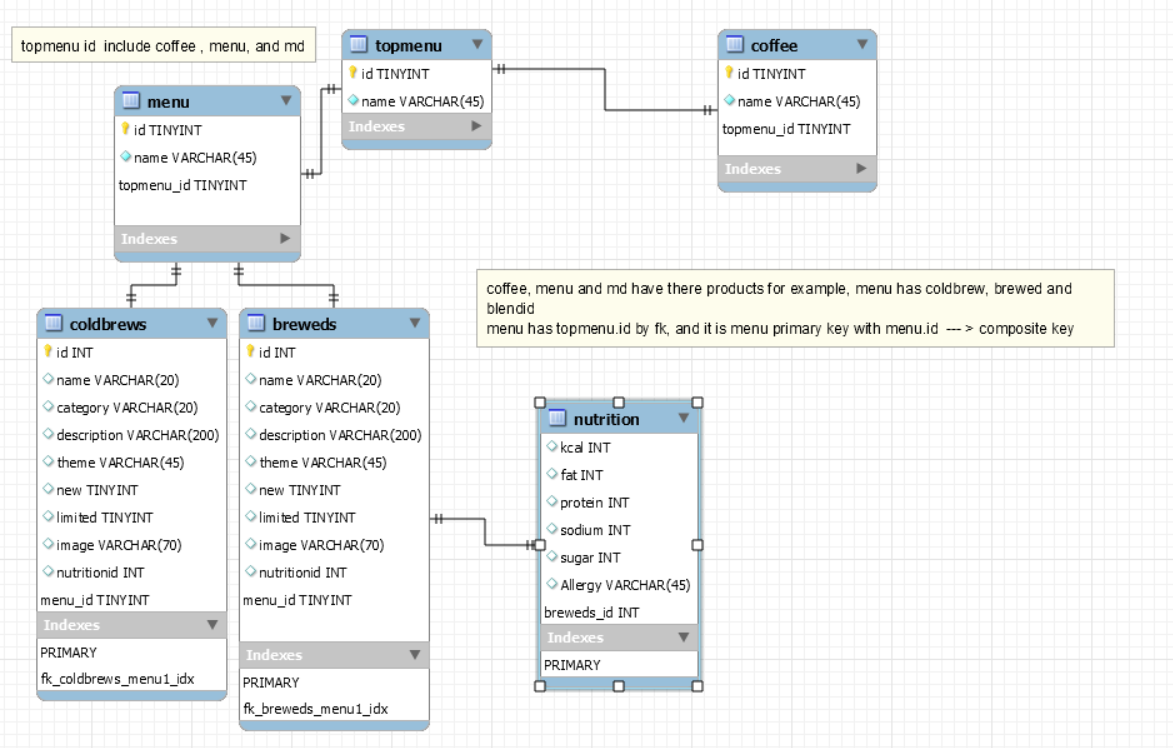 topmenu id  include coffee , menu, and md
topmenu
id TINYINT
name VARCHAR(45)
Indexes
coffee
id TINYINT
name VARCHAR(45)
topmenu_id TINYINT
Indexes
menu
id TINYINT
name VARCHAR(45)
topmenu_id TINYINT
Indexes
coffee, menu and md have there products for example, menu has coldbrew, brewed and
blendid
menu has topmenu.id by fk, and it is menu primary key with menu.id  --- > composite key
coldbrews
id INT
name VARCHAR(20)
category VARCHAR(20)
description VARCHAR(200)
theme VARCHAR(45)
new TINYINT
limited TINYINT
image VARCHAR(70)
nutritionid INT
menu_id TINYINT
Indexes
PRIMARY
fk_coldbrews_menu1_idx
breweds
id INT
name VARCHAR(20)
category VARCHAR(20)
description VARCHAR(200)
theme VARCHAR(45)
new TINYINT
limited TINYINT
image VARCHAR(70)
nutritionid INT
menu_id TINYINT
Indexes
PRIMARY
fk_breweds_menu1_idx
nutrition
kcal INT
fat INT
protein INT
sodium INT
sugar INT
Allergy VARCHAR(45)
breweds_id INT
Indexes
PRIMARY